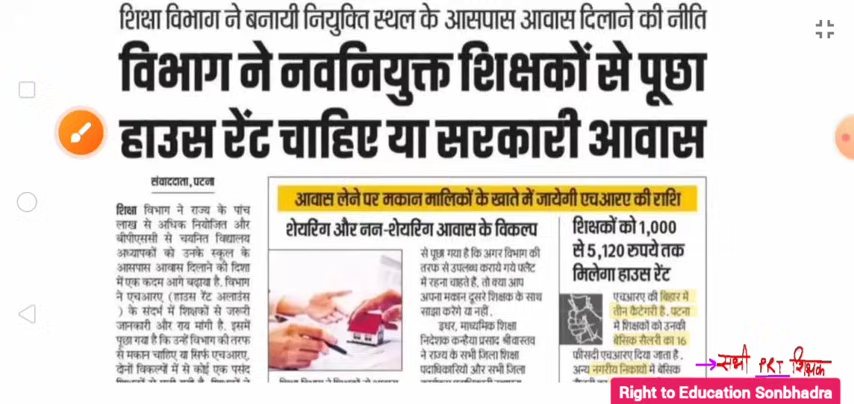 शिक्षा विभाग ने बनायी नियुक्ति स्थल के आसपास आवास दिलाने की नीति
विभाग ने नवनियुक्त शिक्षकों से पूछा
हाउस रेंट चाहिए या सरकारी आवास
संवाददाता, पटना
शिक्षा विभाग ने राज्य के पांच
लाख से अधिक नियोजित और
बीपीएससी से चयनित विद्यालय
अध्यापकों को उनके स्कूल के
आसपास आवास दिलाने की दिशा
में एक कदम आगे बढ़ाया है. विभाग
ने एचआरए (हाउस रेंट अलाउंस
) के संदर्भ में शिक्षकों से जरूरी
जानकारी और राय मांगी है. इसमें
पूछा गया है कि उन्हें विभाग की तरफ
से मकान चाहिए या सिर्फ एचआरए.
दोनों विकल्पों में से कोई एक पसंद
आवास लेने पर मकान मालिकों के खाते में जायेगी एचआरए की राशि
शेयरिंग और नन-शेयरिंग आवास के विकल्प
से पूछा गया है कि अगर विभाग की
तरफ से उपलब्ध कराये गये फ्लैट
में रहना चाहते हैं, तो क्या आप
अपना मकान दूसरे शिक्षक के साथ
साझा करेंगे या नहीं.
इधर, माध्यमिक शिक्षा
निदेशक कन्हैया प्रसाद श्रीवास्तव
ने राज्य के सभी जिला शिक्षा
पदाधिकारियों और सभी जिला
शिक्षकों को 1,000
से 5,120 रुपये तक
मिलेगा हाउस रेंट
एचआरए की बिहार में
तीन कैटेगरी है. पटना
में शिक्षकों को उनकी
बेसिक सैलरी का 16
फीसदी एचआरए दिया जाता है.
अन्य नगरीय निकायों में बेसिक
सभी PRT शिक्षक
Right to Education Sonbhadra